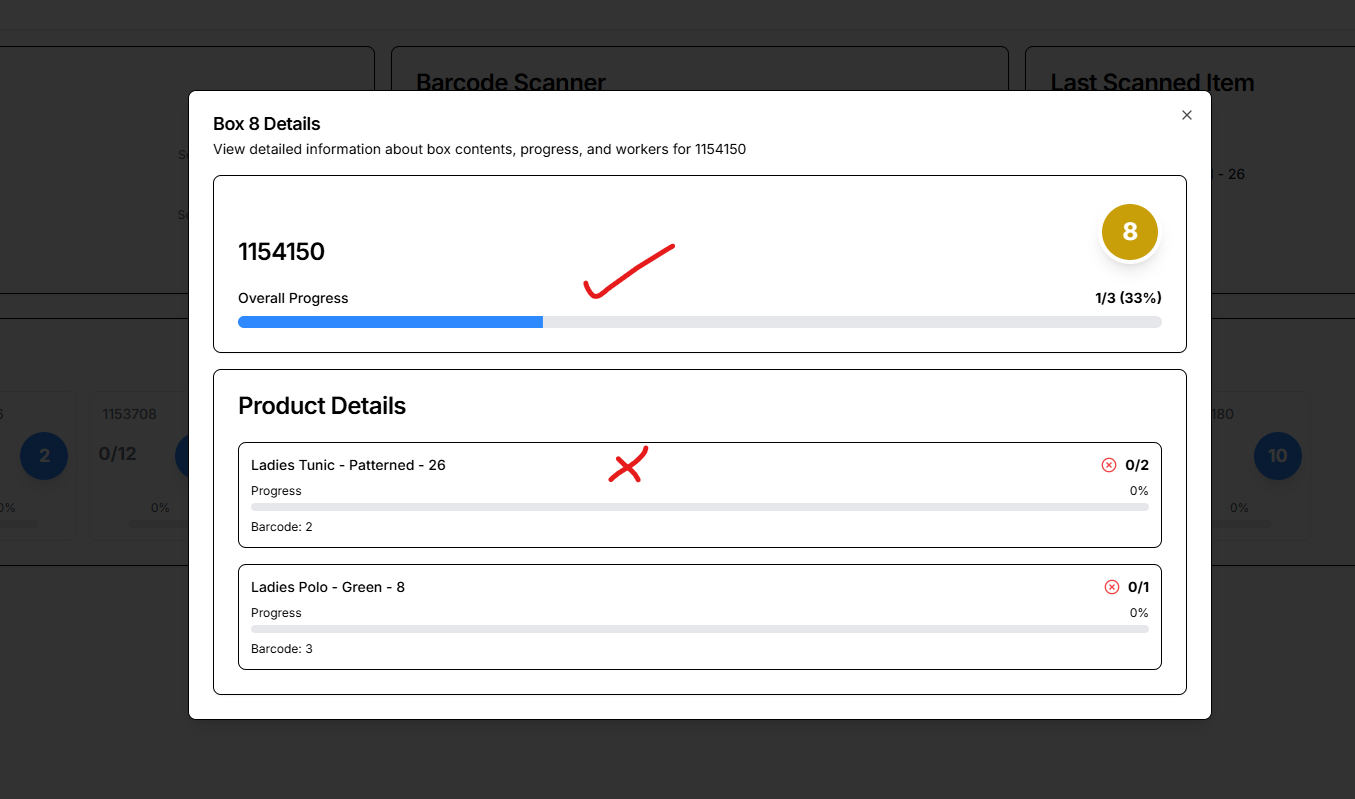 Barcode Scanner
Last Scanned Item
Box 8 Details
View detailed information about box contents, progress, and workers for 1154150
- 26
8
1154150
Overall Progress
1/3 (33%)
Product Details
1153708
0/12
2
10
180
0%
0%
0%
Ladies Tunic - Patterned - 26
0/2
Progress
0%
Barcode: 2
Ladies Polo - Green - 8
0/1
Progress
0%
Barcode: 3